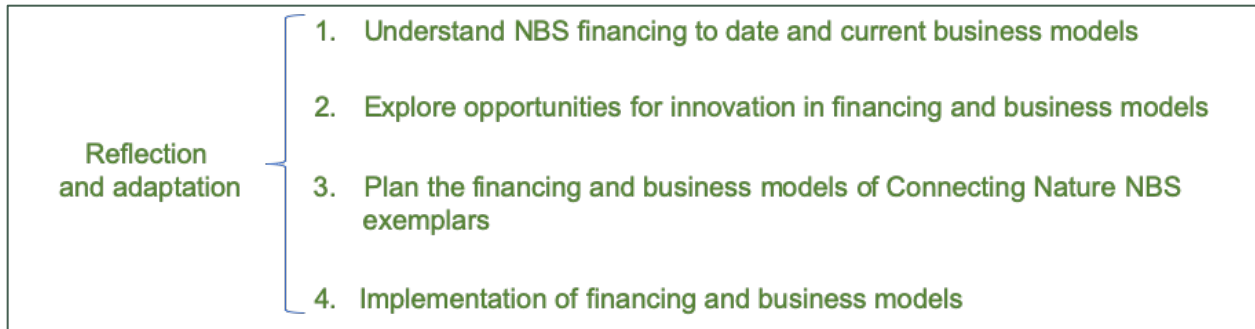 Reflection
and adaptation
1. Understand NBS financing to date and current business models
2. Explore opportunities for innovation in financing and business models
3. Plan the financing and business models of Connecting Nature NBS
exemplars
4. Implementation of financing and business models